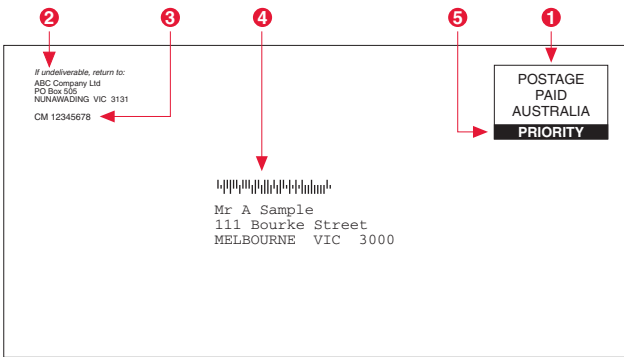 2 3 4 5 1
If undeliverable, return to:
ABC Company Ltd
PO Box 505
NUNAWADING VIC 3131
CM 12345678
POSTAGE
PAID
AUSTRALIA
PRIORITY
Mr A Sample
111 Bourke Street
MELBOURNE VIC 3000